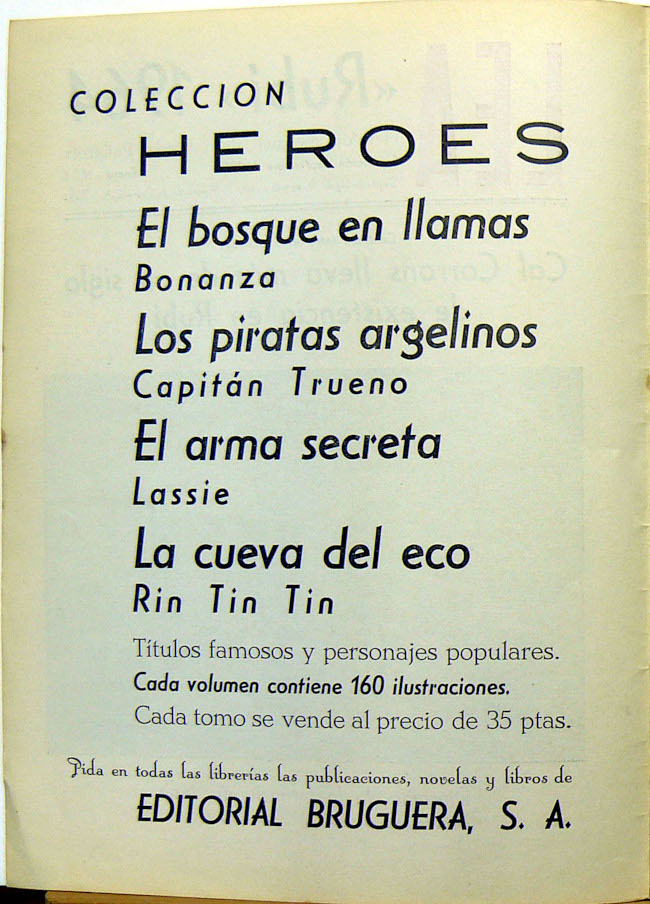 COLECCION
HEROES
El bosque en llamas
Bonanza
Los piratas argelinos
Capitán Trueno
El arma secreta
Lassie
La cueva del eco
Rin Tin Tin
Títulos famosos y personajes populares.
Cada volumen contiene 160 ilustraciones.
Cada tomo se vende al precio de 35 ptas.
Pida en todas las librerías las publicaciones, novelas y libros de
EDITORIAL BRUGUERA, S. A.